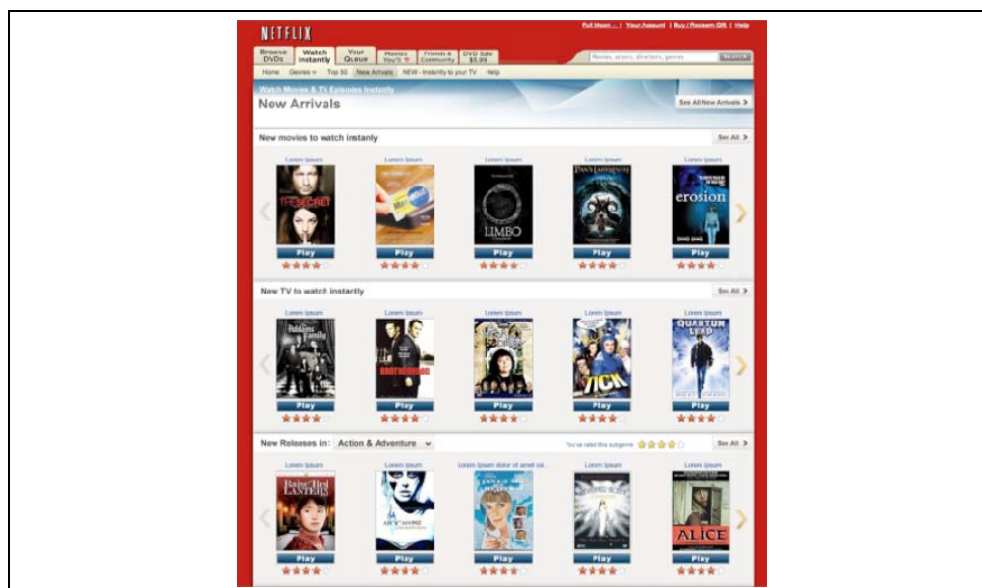 NETFLIX
Full Moon ... | Your Account | Buy / Redeem Gift | Help
Browse DVDs
Watch Instantly
Your Queue
Movies You'll ♥
Friends & Community
DVD Sale $5.99
Movies, actors, directors, genres
Search
Home Genres Top 50 New Arrivals NEW - Instantly to your TV Help
Watch Movies & TV Episodes Instantly
New Arrivals
See All New Arrivals >
New movies to watch instanly
See All >
Lorem Ipsum Lorem Ipsum Lorem Ipsum Lorem Ipsum Lorem Ipsum
THE SECRET
LIMBO
PAN'S LABYRINTH
erosion
Play Play Play Play Play
New TV to watch instantly
See All >
Lorem Ipsum Lorem Ipsum Lorem Ipsum Lorem Ipsum Lorem Ipsum
Addams Family
BROTHERHOOD
TICK
QUANTUM LEAP
Play Play Play Play Play
New Releases in: Action & Adventure
You've rated this subgenre
See All >
Lorem Ipsum Lorem Ipsum Lorem ipsum dolor sit amet coi... Lorem Ipsum Lorem Ipsum
Raise the Red LANTERN
ALICE
Play Play Play Play Play